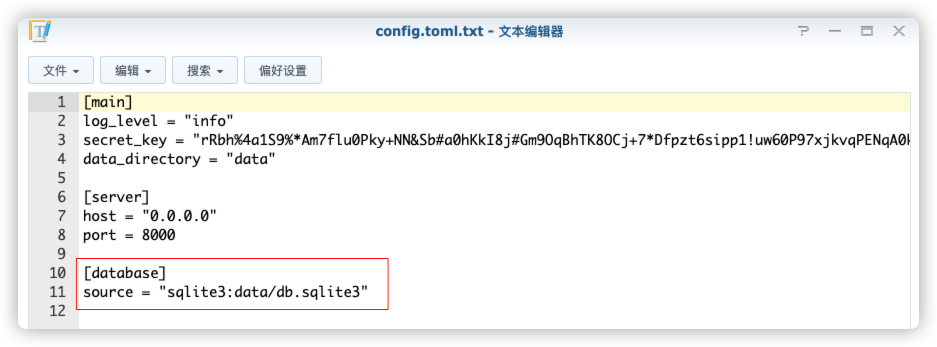 config.toml.txt - 文本编辑器
文件 编辑 搜索 偏好设置
1 [main]
2 log_level = "info"
3 secret_key = "rRbh%4a1S9%*Am7flu0Pky+NN&Sb#a0hKkI8j#Gm9OqBhTK8OCj+7*Dfpzt6sipp1!uw60P97xjkvqPENqA0k
4 data_directory = "data"
5
6 [server]
7 host = "0.0.0.0"
8 port = 8000
9
10 [database]
11 source = "sqlite3:data/db.sqlite3"
12